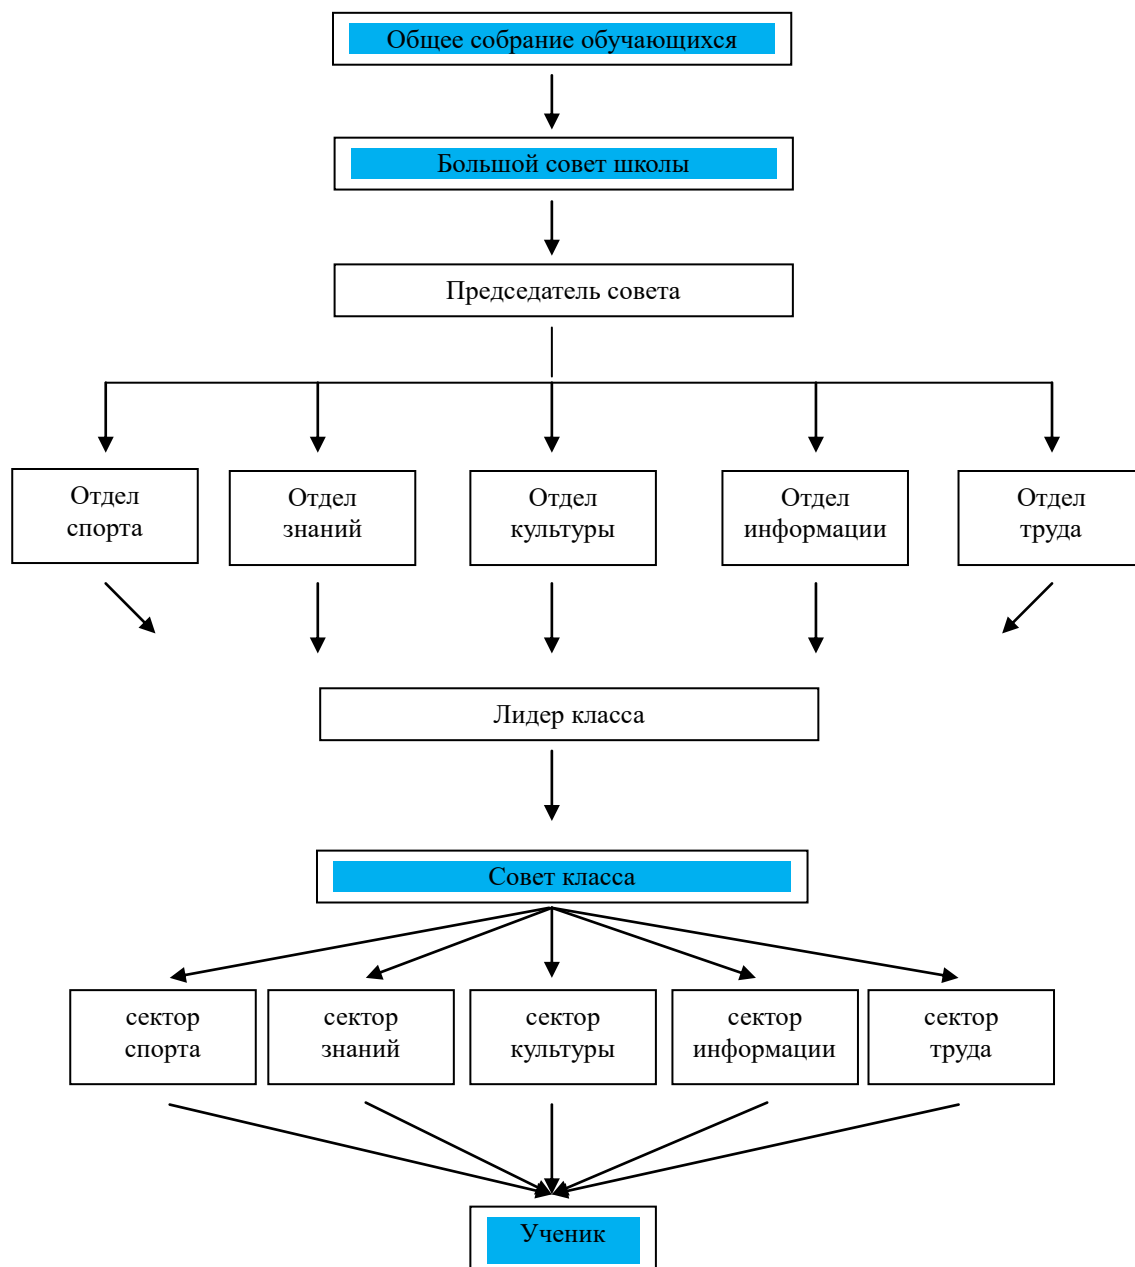 Общее собрание обучающихся
Большой совет школы
Председатель совета
Отдел
спорта
Отдел
знаний
Отдел
культуры
Отдел
информации
Отдел
труда
Лидер класса
Совет класса
сектор
спорта
сектор
знаний
сектор
культуры
сектор
информации
сектор
труда
Ученик